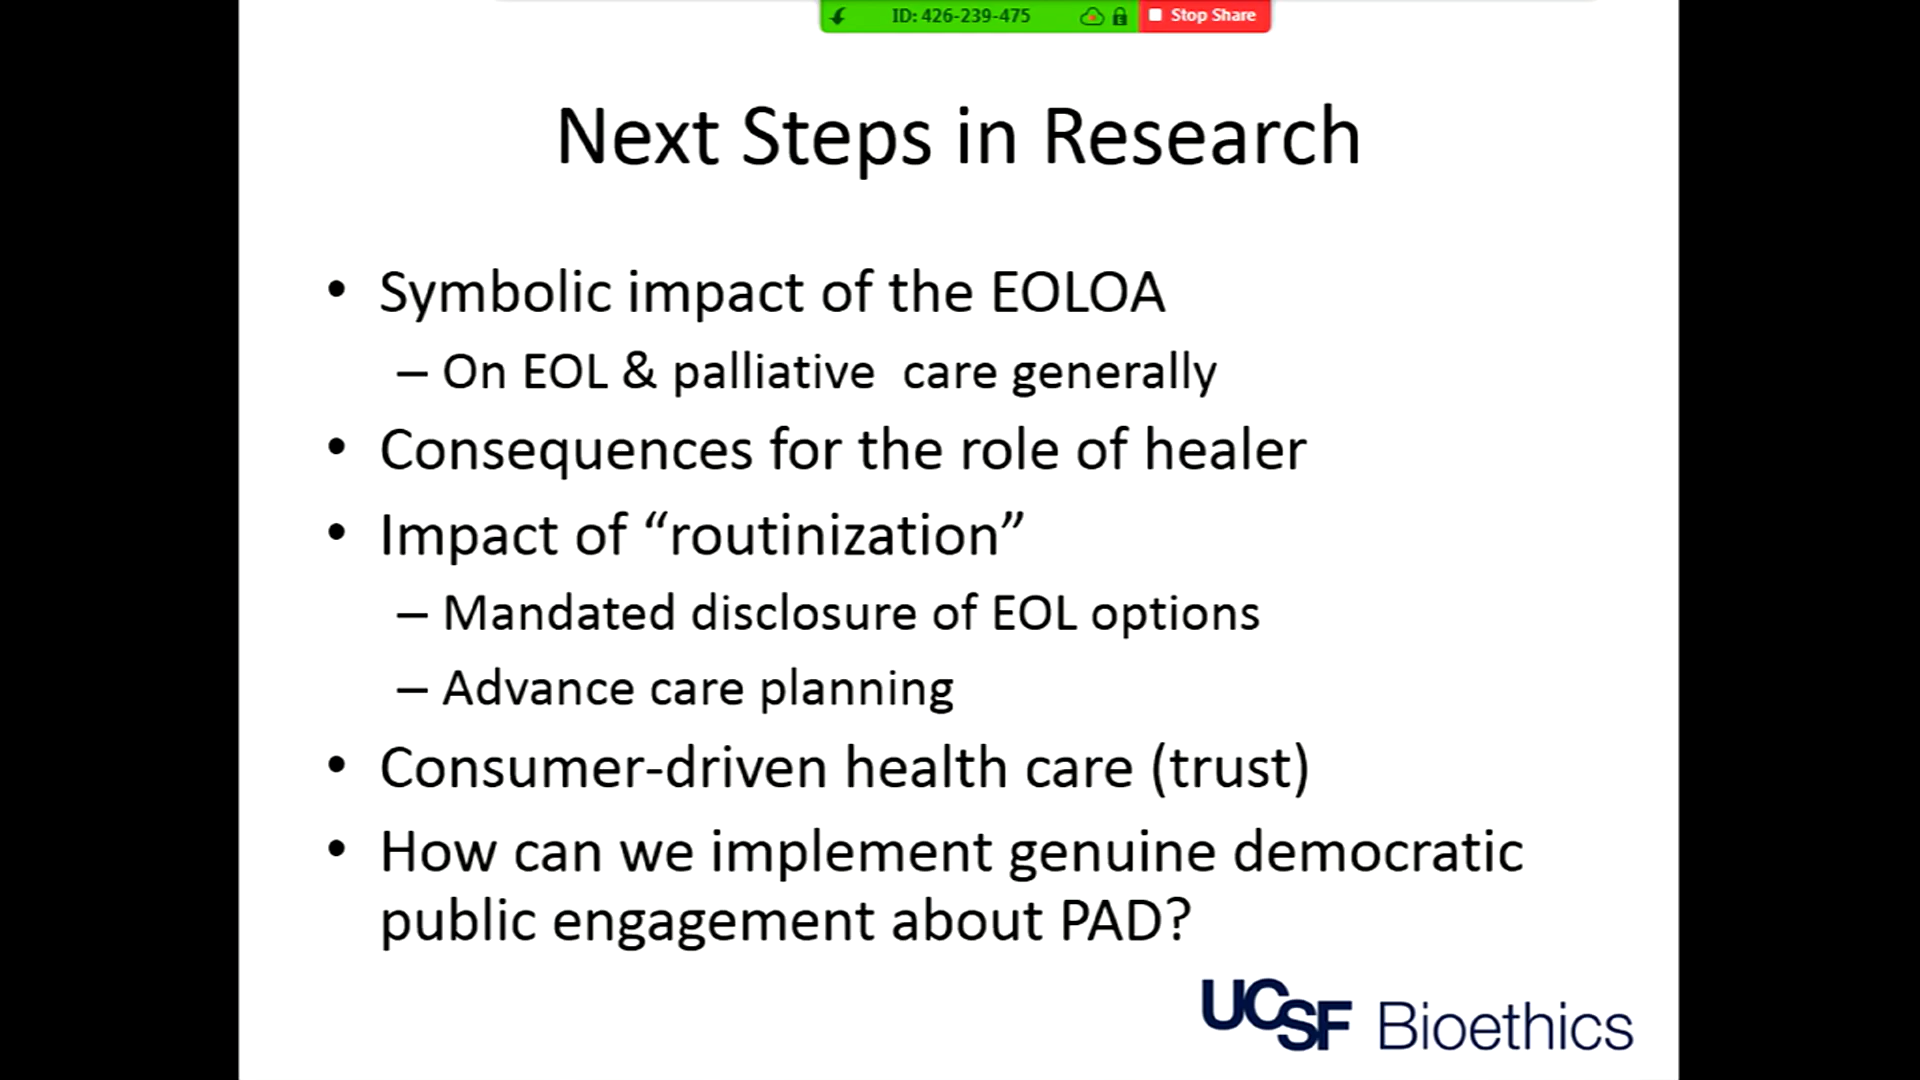 ID: 426-239-475
Stop Share
Next Steps in Research
• Symbolic impact of the EOLOA
– On EOL & palliative  care generally
• Consequences for the role of healer
• Impact of “routinization”
– Mandated disclosure of EOL options
– Advance care planning
• Consumer-driven health care (trust)
• How can we implement genuine democratic
public engagement about PAD?
UCSF Bioethics